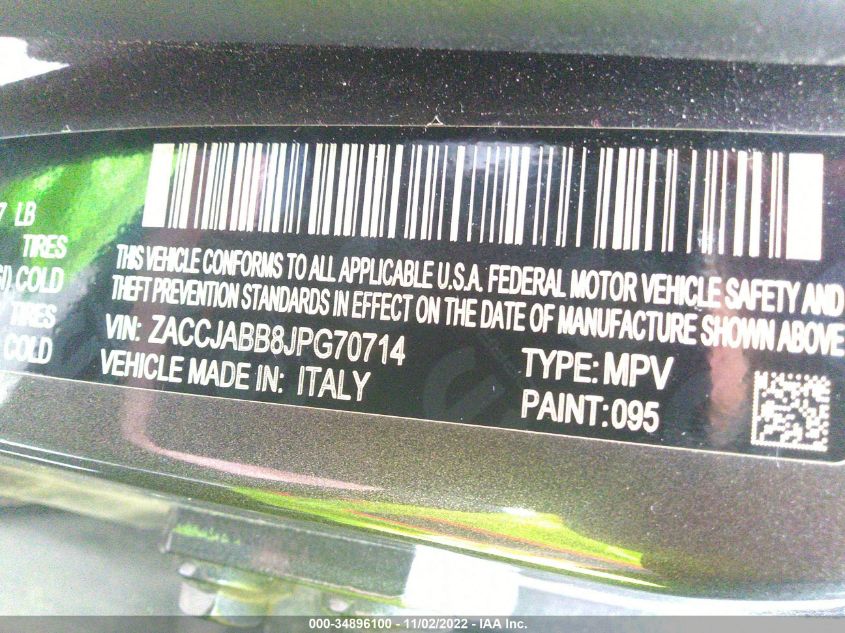 7 LB
TIRES
COLD
TIRES
COLD
THIS VEHICLE CONFORMS TO ALL APPLICABLE U.S.A. FEDERAL MOTOR VEHICLE SAFETY AND
THEFT PREVENTION STANDARDS IN EFFECT ON THE DATE OF MANUFACTURE SHOWN ABOVE
VIN: ZACCJABB8JPG70714
TYPE: MPV
VEHICLE MADE IN: ITALY
PAINT: 095
000-34896100 - 11/02/2022 - IAA Inc.